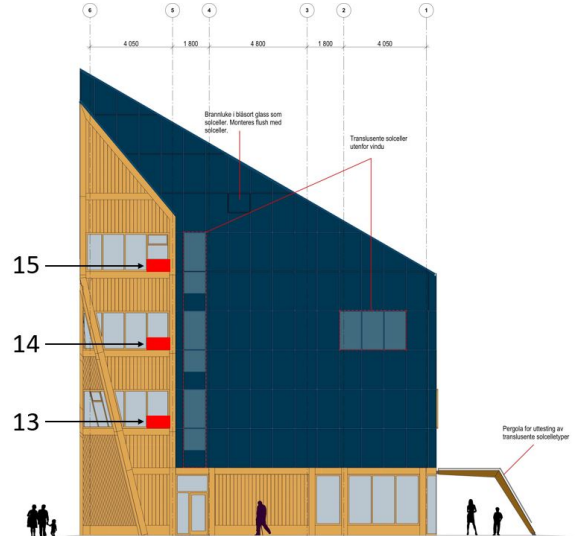 6 5 4 3 2 1
4 050 1 800 4 800 1 800 4 050
Brannluke i blåsort glass som
solceller. Monteres flush med
solceller.
Translusente solceller
utenfor vindu
15
14
13
Pergola for uttesting av
translusente solcelletyper